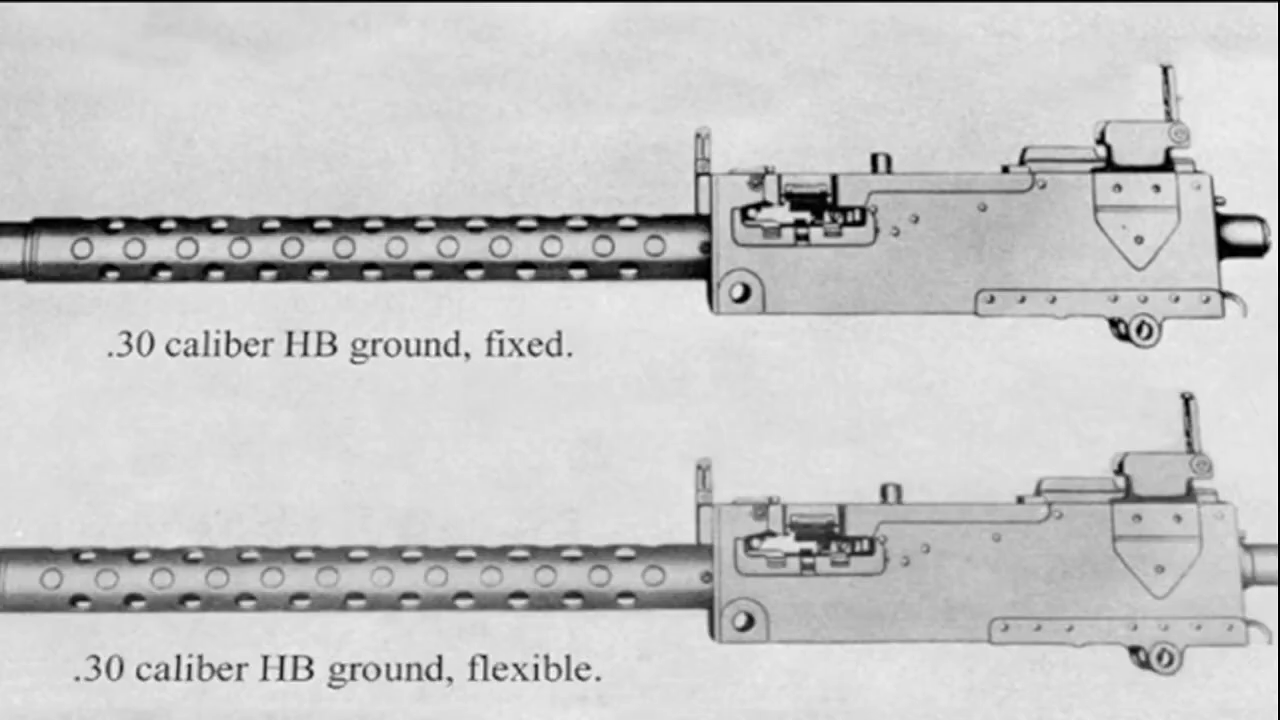 .30 caliber HB ground, fixed.
.30 caliber HB ground, flexible.